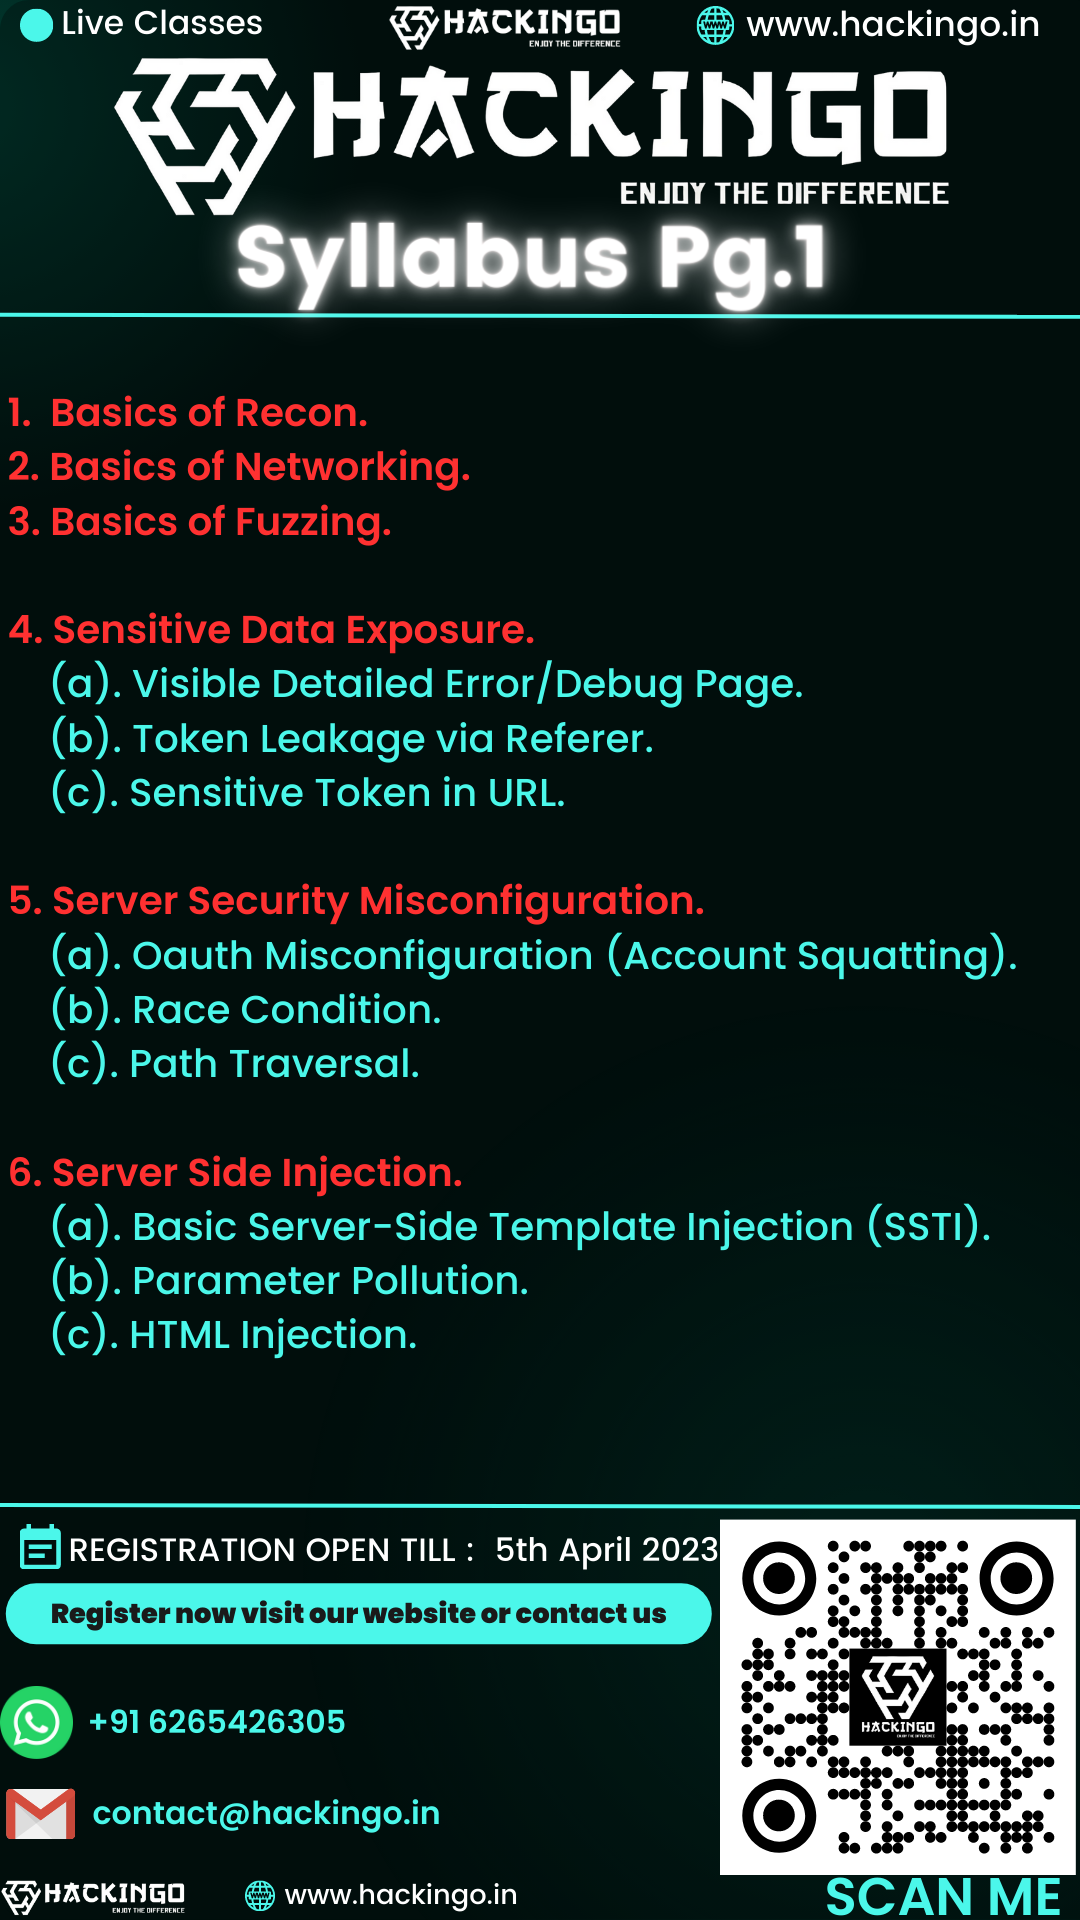 Live Classes
HACKINGO
ENJOY THE DIFFERENCE
www.hackingo.in
HACKINGO
ENJOY THE DIFFERENCE
Syllabus Pg.1
1. Basics of Recon.
2. Basics of Networking.
3. Basics of Fuzzing.
4. Sensitive Data Exposure.
(a). Visible Detailed Error/Debug Page.
(b). Token Leakage via Referer.
(c). Sensitive Token in URL.
5. Server Security Misconfiguration.
(a). Oauth Misconfiguration (Account Squatting).
(b). Race Condition.
(c). Path Traversal.
6. Server Side Injection.
(a). Basic Server-Side Template Injection (SSTI).
(b). Parameter Pollution.
(c). HTML Injection.
REGISTRATION OPEN TILL : 5th April 2023
Register now visit our website or contact us
+91 6265426305
contact@hackingo.in
HACKINGO
ENJOY THE DIFFERENCE
www.hackingo.in
HACKINGO
ENJOY THE DIFFERENCE
SCAN ME